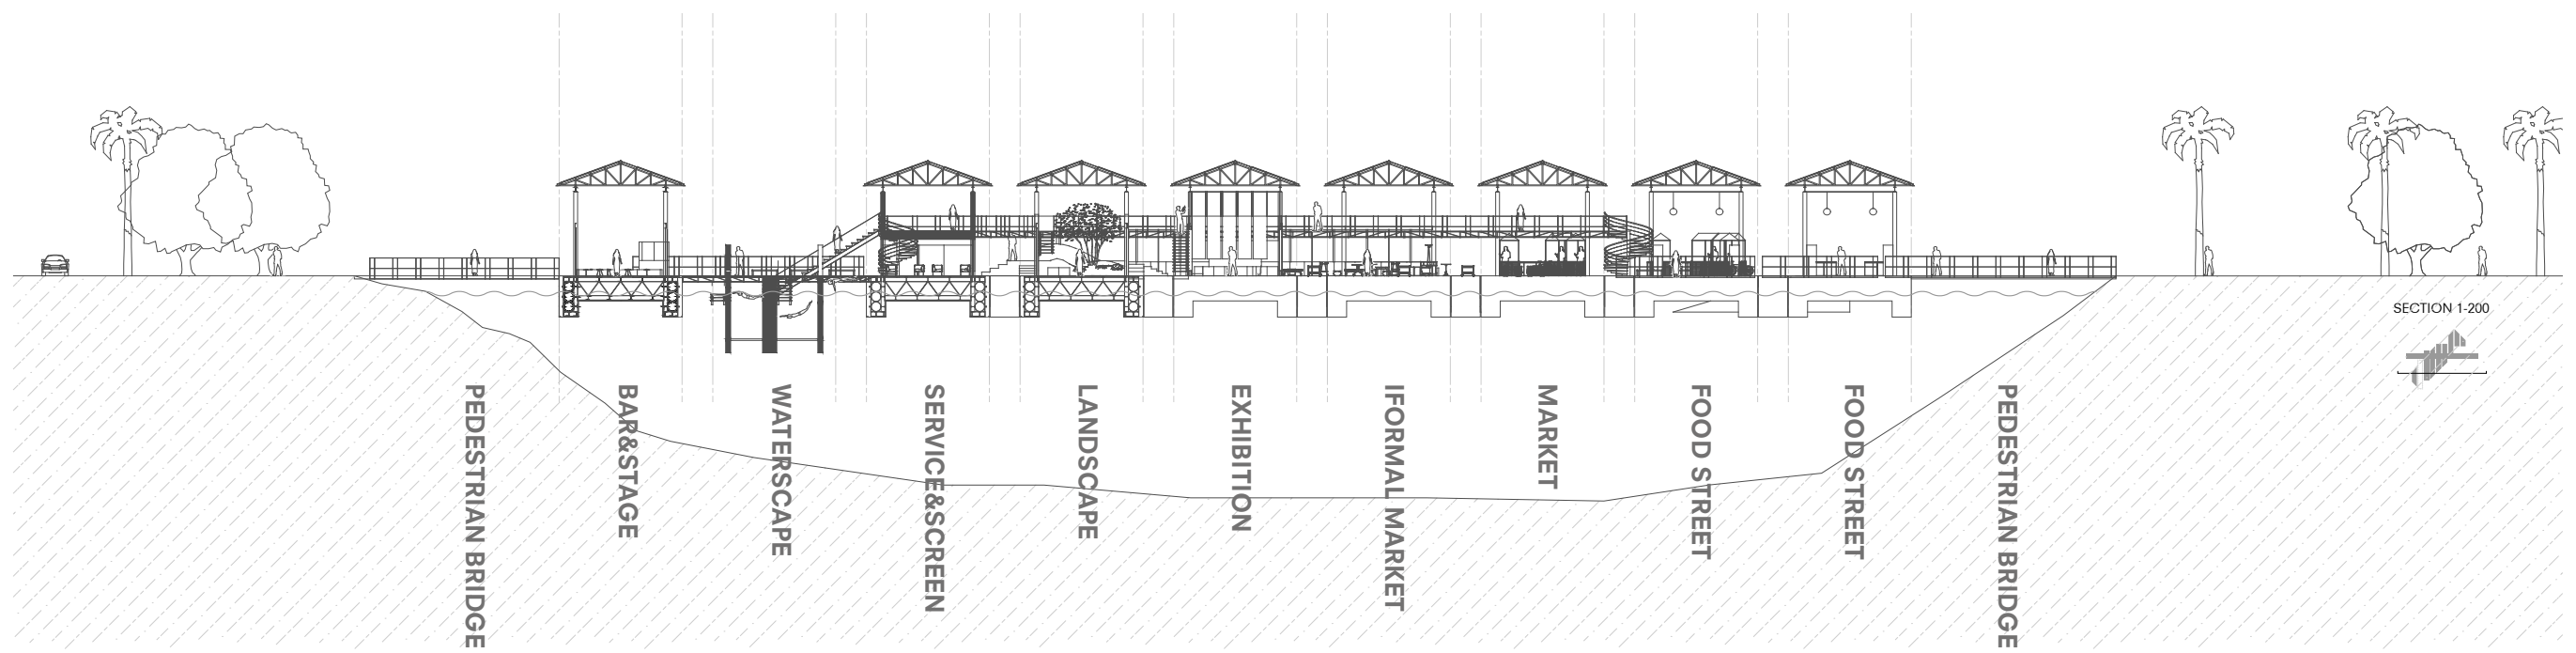 SECTION 1-200
PEDESTRIAN BRIDGE
BAR&STAGE
WATERSCAPE
SERVICE&SCREEN
LANDSCAPE
EXHIBITION
IFORMAL MARKET
MARKET
FOOD STREET
FOOD STREET
PEDESTRIAN BRIDGE